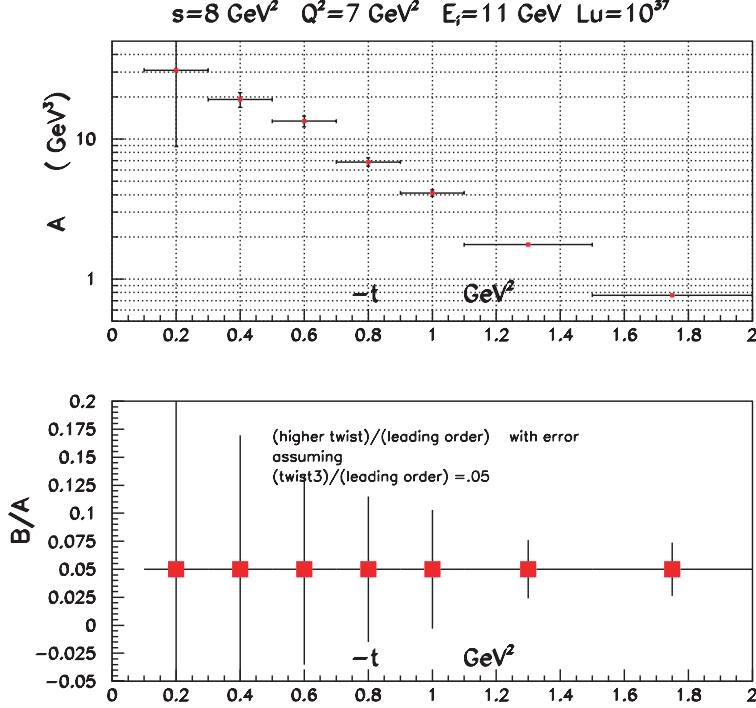 s=8 GeV² Q²=7 GeV² Eᵢ=11 GeV Lu=10³⁷
A (GeV³)
10
1
-t GeV²
0 0.2 0.4 0.6 0.8 1 1.2 1.4 1.6 1.8 2
B/A
0.2
0.175
0.15
0.125
0.1
0.075
0.05
0.025
0
-0.025
-0.05
(higher twist)/(leading order) with error
assuming
(twist3)/(leading order) =.05
-t GeV²
0 0.2 0.4 0.6 0.8 1 1.2 1.4 1.6 1.8 2